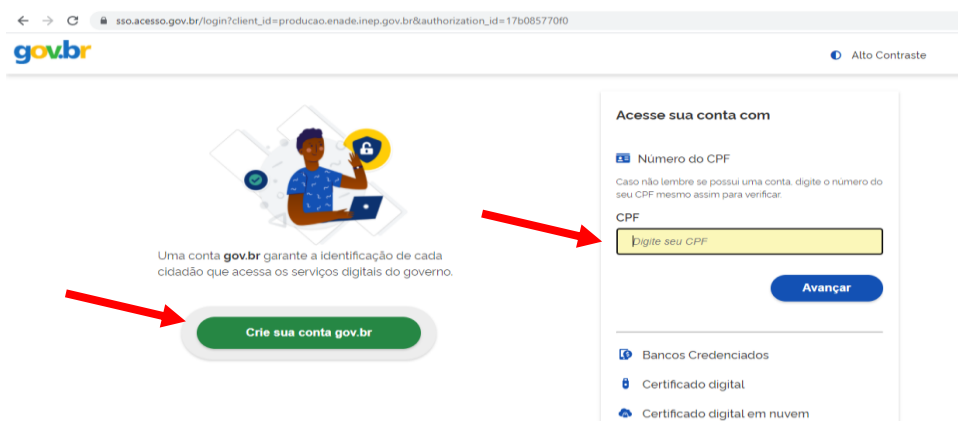 sso.acesso.gov.br/login?client_id=producao.enade.inep.gov.br&authorization_id=17b085770f0
gov.br
Alto Contraste
Uma conta gov.br garante a identificação de cada
cidadão que acessa os serviços digitais do governo.
Crie sua conta gov.br
Acesse sua conta com
Número do CPF
Caso não lembre se possui uma conta, digite o número do
seu CPF mesmo assim para verificar.
CPF
Digite seu CPF
Avançar
Bancos Credenciados
Certificado digital
Certificado digital em nuvem